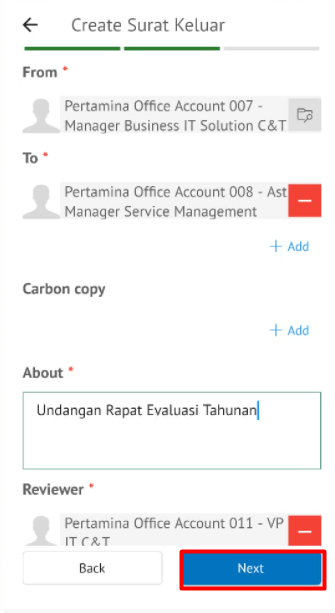 ← Create Surat Keluar
From *
Pertamina Office Account 007 -
Manager Business IT Solution C&T
To *
Pertamina Office Account 008 - Ast
Manager Service Management
+ Add
Carbon copy
+ Add
About *
Undangan Rapat Evaluasi Tahunan
Reviewer *
Pertamina Office Account 011 - VP
IT C&T
Back
Next